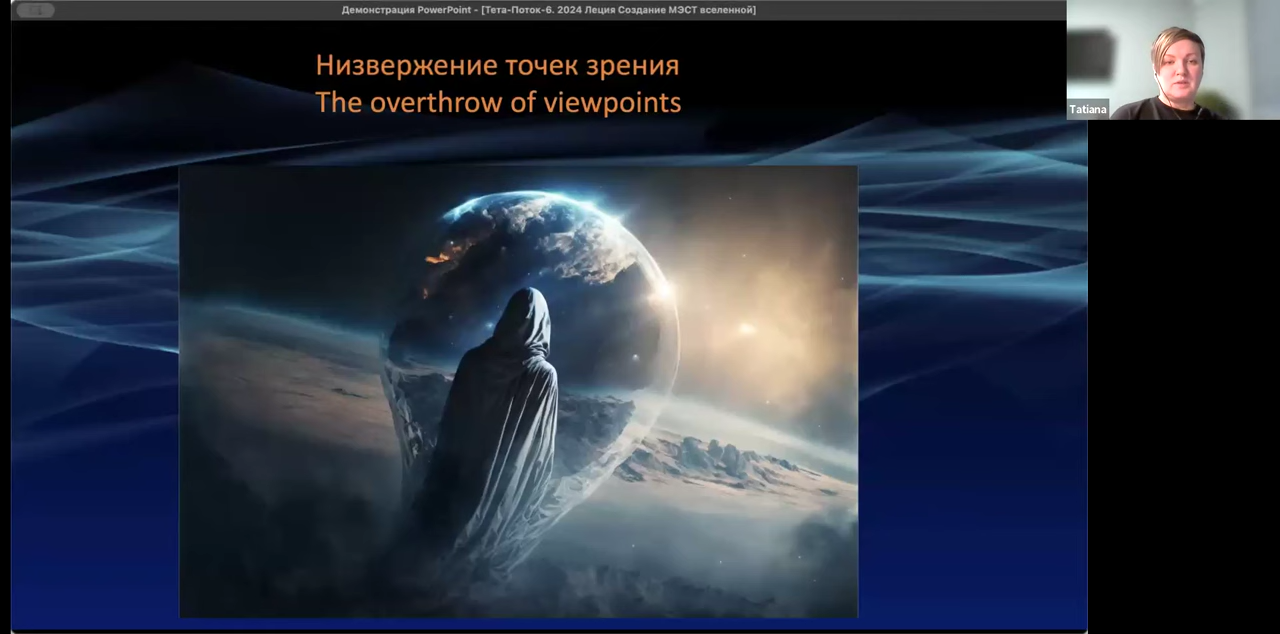 Демонстрация PowerPoint - [Тета-Поток-6. 2024 Леция Создание МЭСТ вселенной]
Низвержение точек зрения
The overthrow of viewpoints
Tatiana